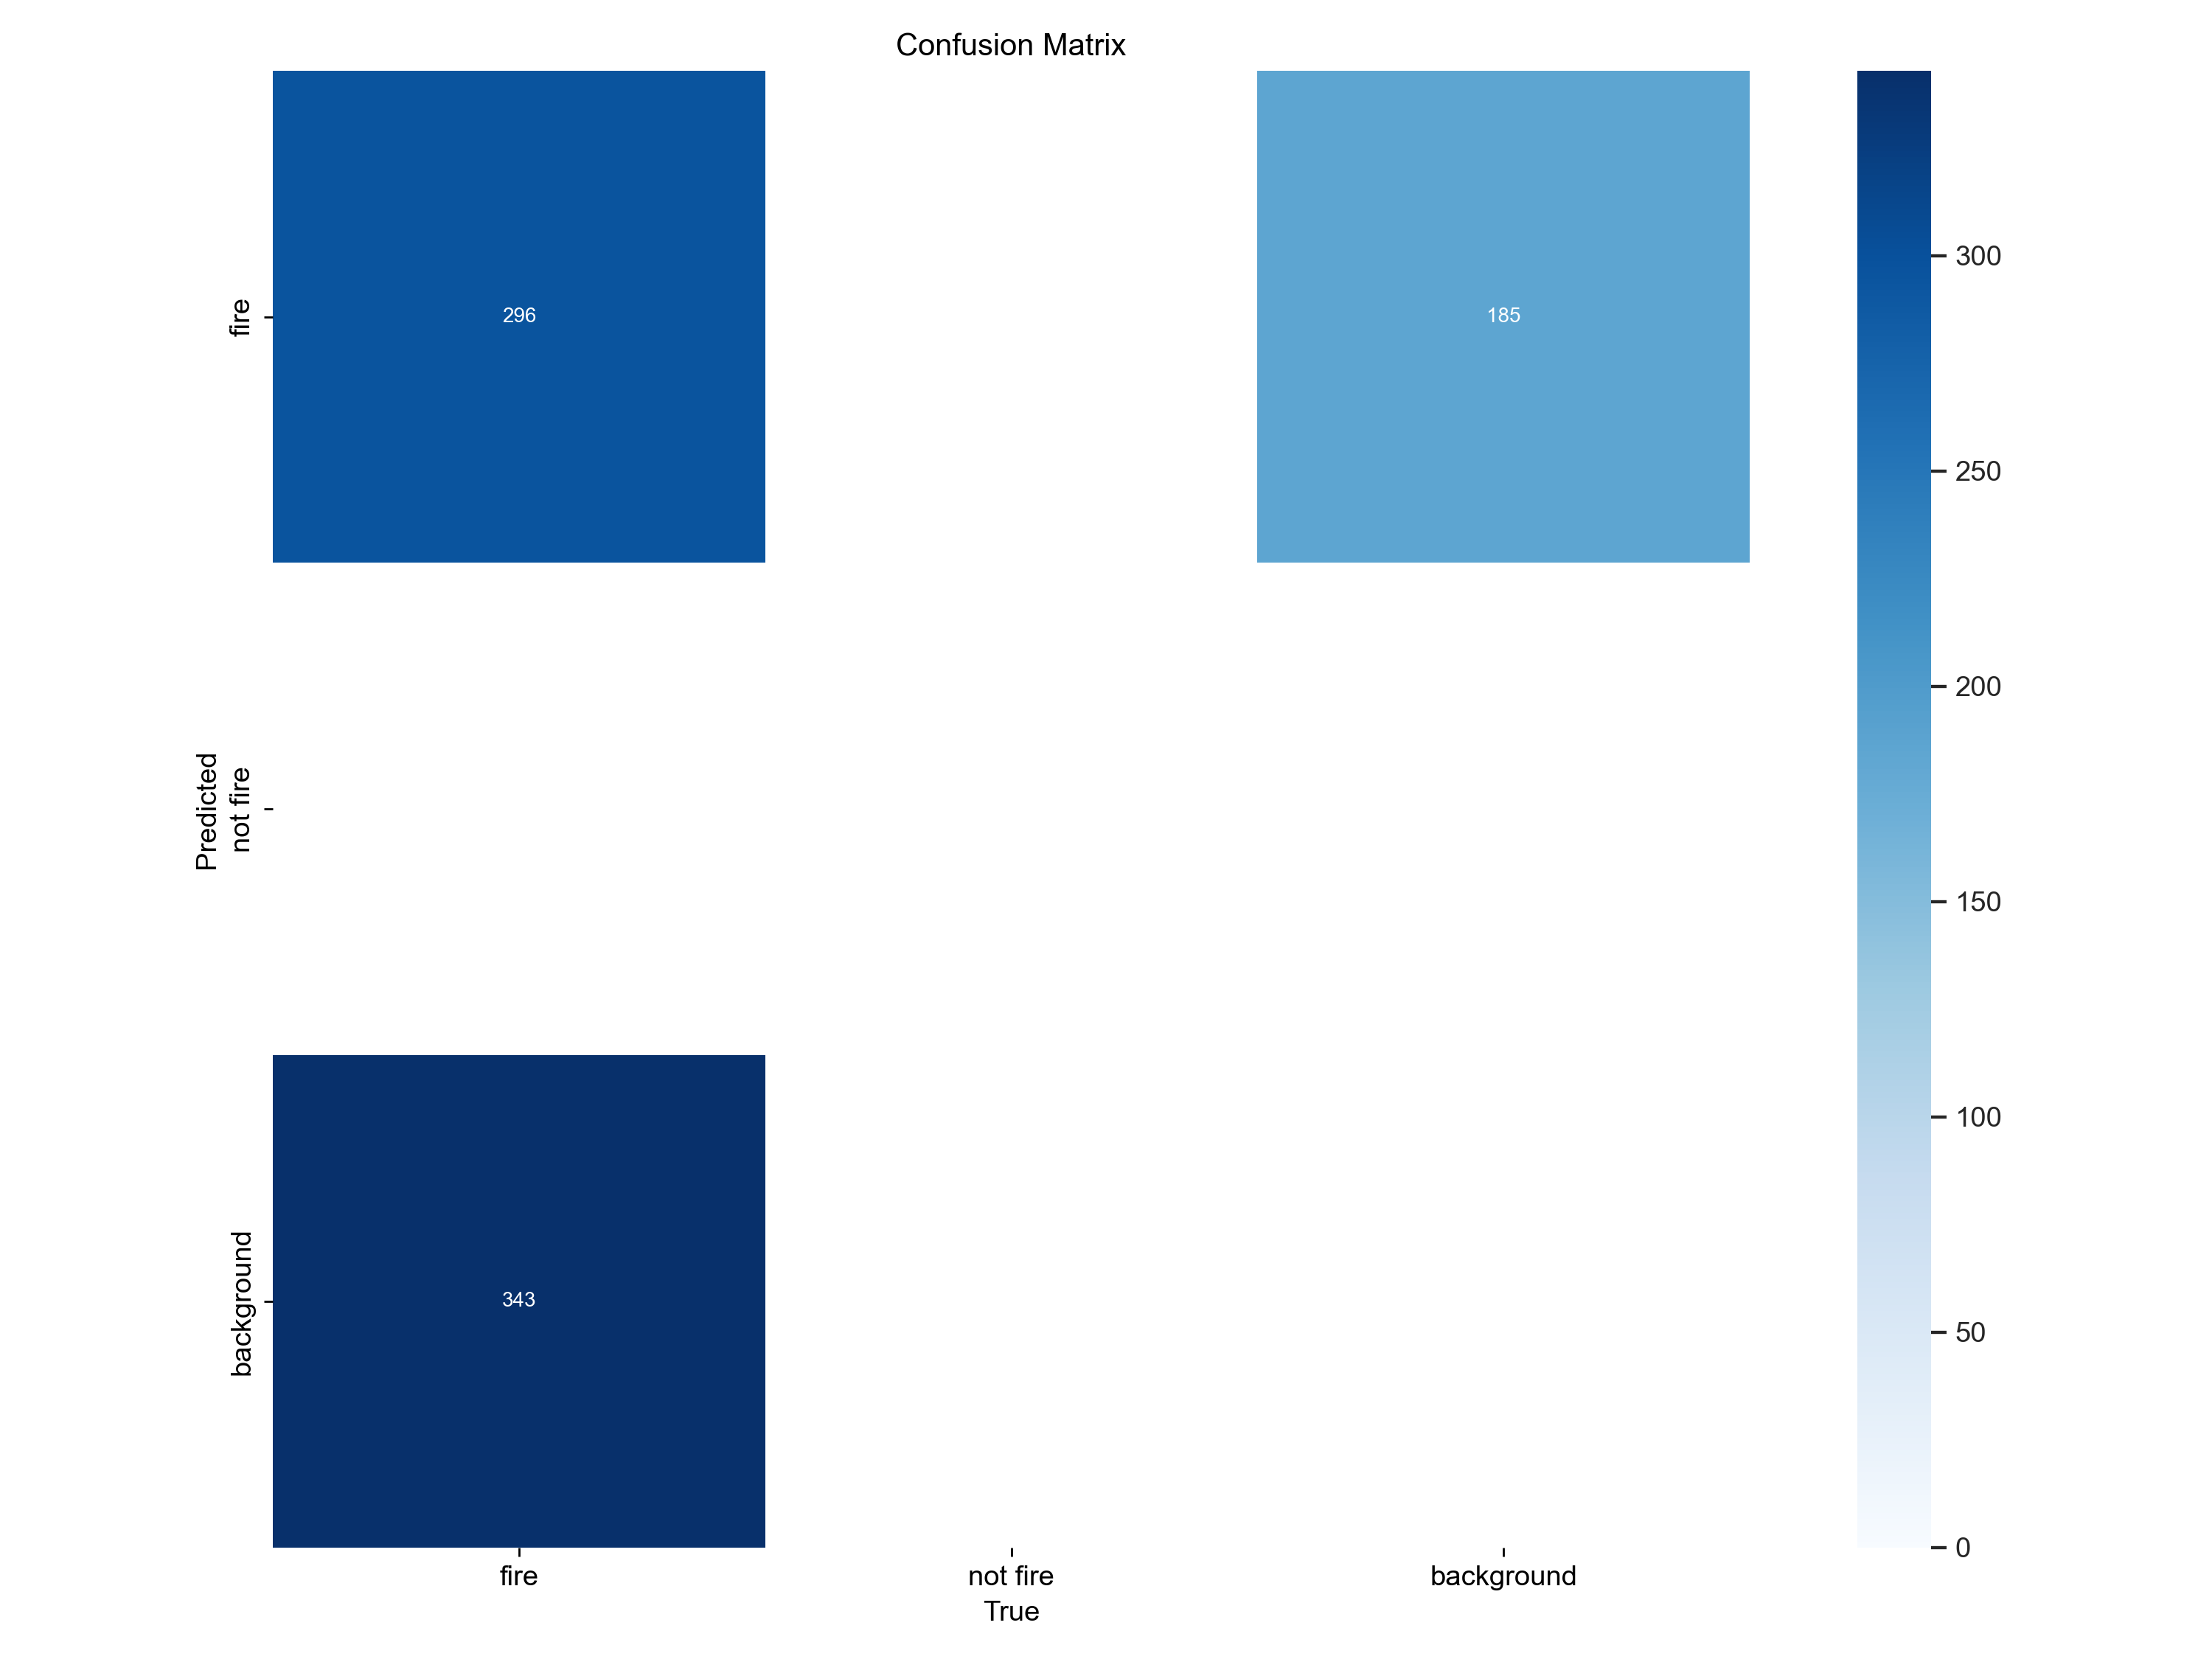 Confusion Matrix
fire
296
185
Predicted
not fire
background
343
fire
not fire
background
True
300
250
200
150
100
50
0